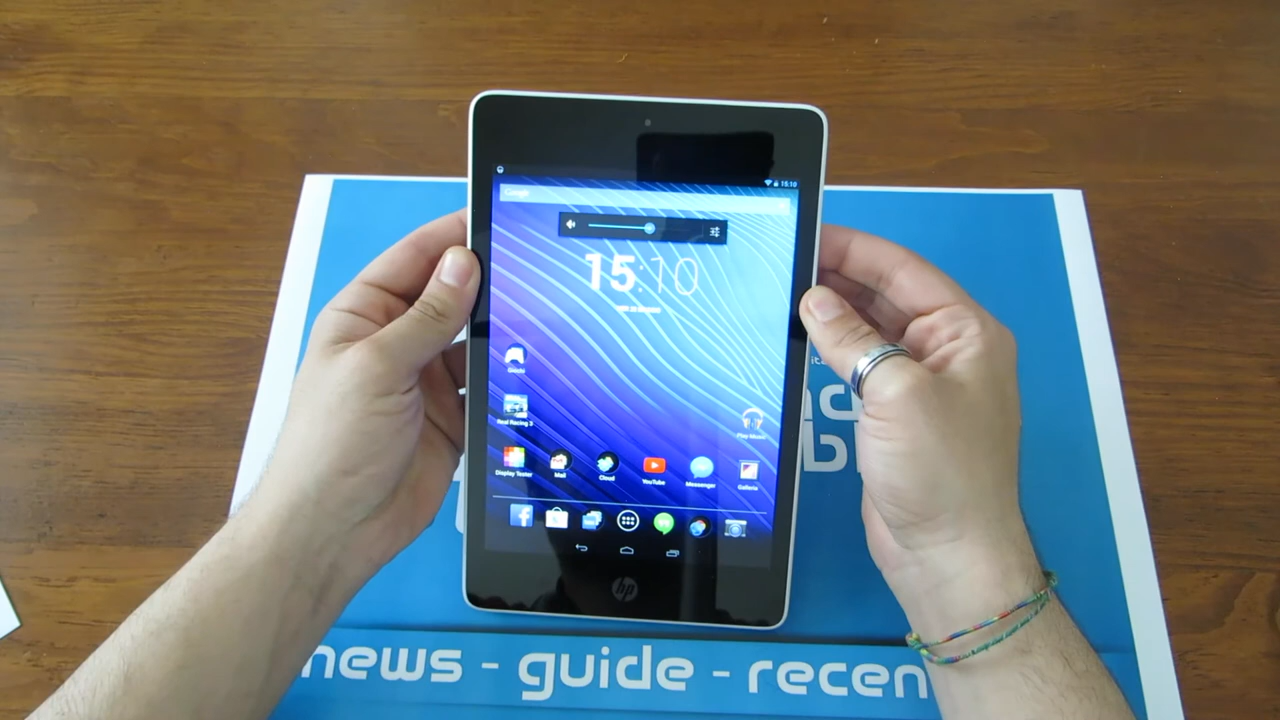 15:10
Google
15:10
Giochi
Real Racing 3
Play Music
Display Tester
Mail
Cloud
YouTube
Messenger
Galleria
hp
news - guide - recen